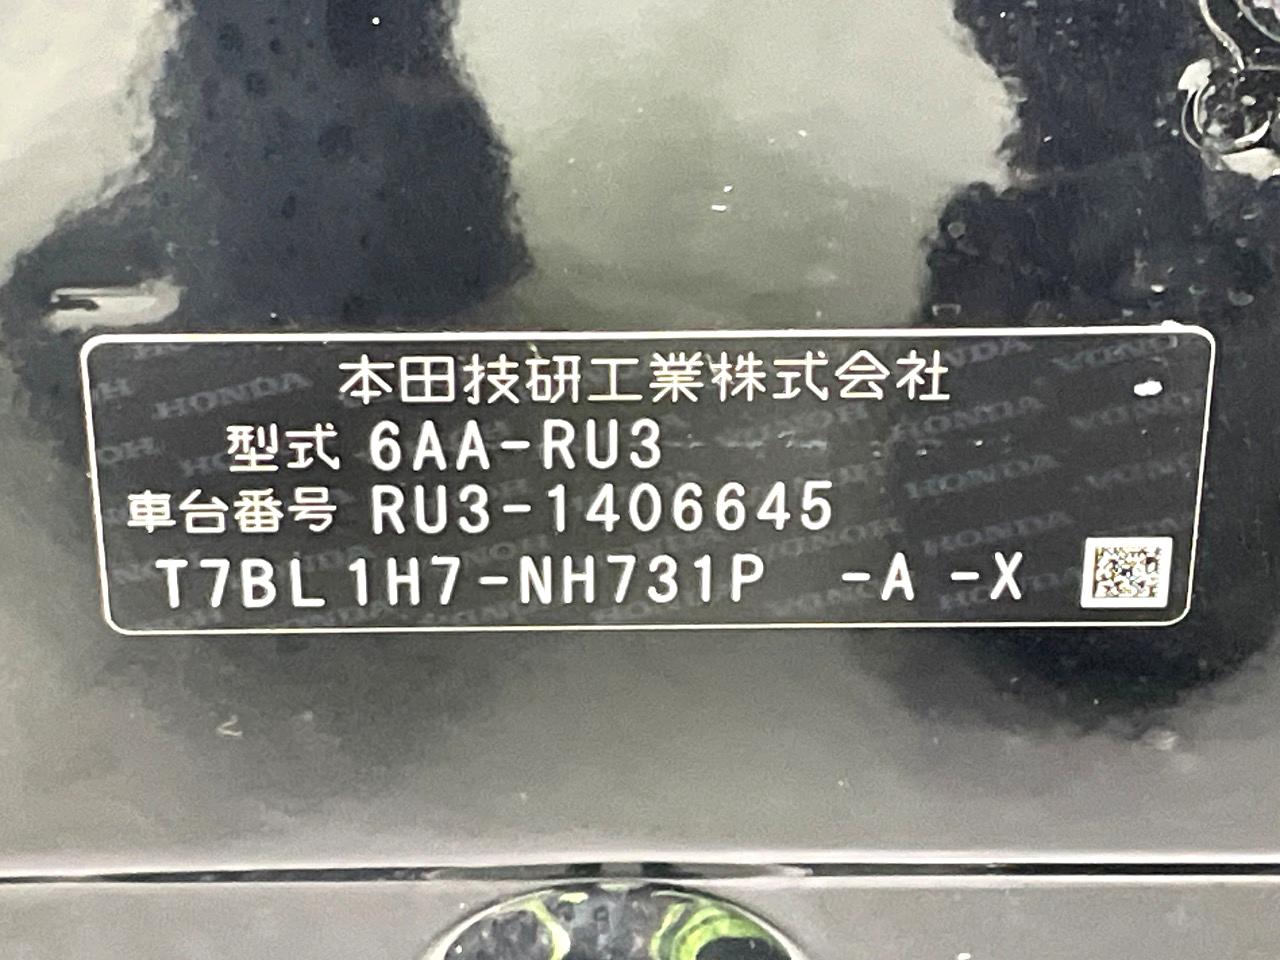 本田技研工業株式会社
型式 6AA-RU3
車台番号 RU3-1406645
T7BL1H7-NH731P -A -X